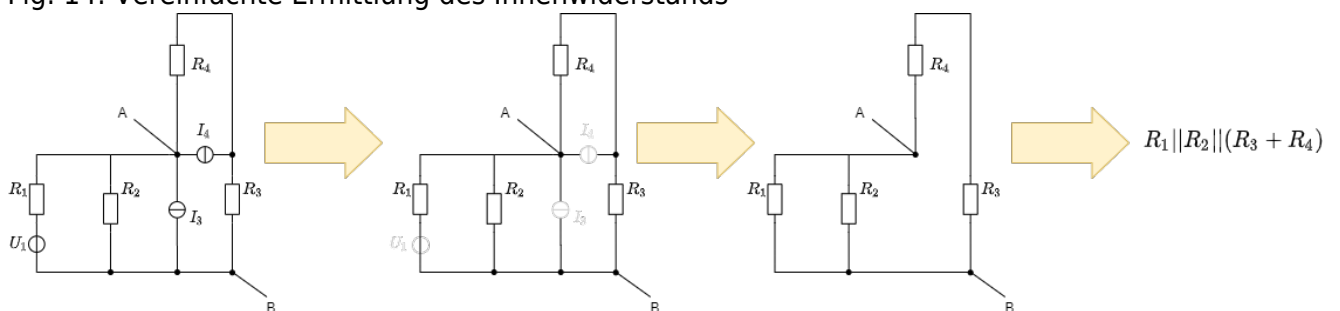 Fig. 14: Vereinfachte Ermittlung des Innenwiderstands
R₄
A
I₄
R₁
R₂
I₃
R₃
U₁
B
R₄
A
I₄
R₁
R₂
I₃
R₃
U₁
B
R₄
A
R₁
R₂
R₃
B
R₁||R₂||(R₃ + R₄)